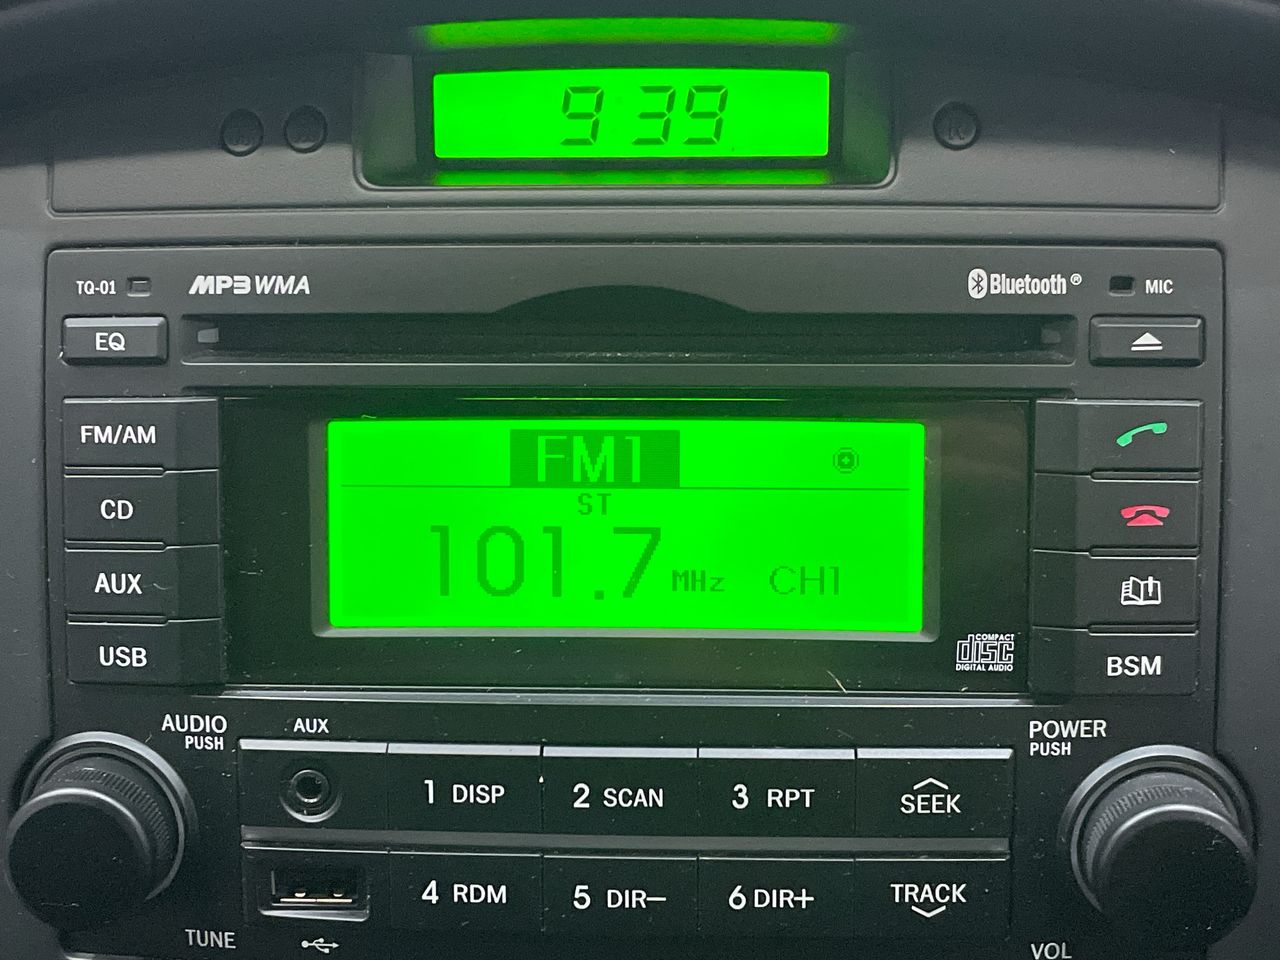 9 39
TQ-01
MP3 WMA
Bluetooth®
MIC
EQ
FM/AM
CD
AUX
USB
FM1
ST
101.7 MHz CH1
COMPACT
disc
DIGITAL AUDIO
BSM
AUDIO
PUSH
AUX
POWER
PUSH
1 DISP
2 SCAN
3 RPT
SEEK
4 RDM
5 DIR−
6 DIR+
TRACK
TUNE
VOL